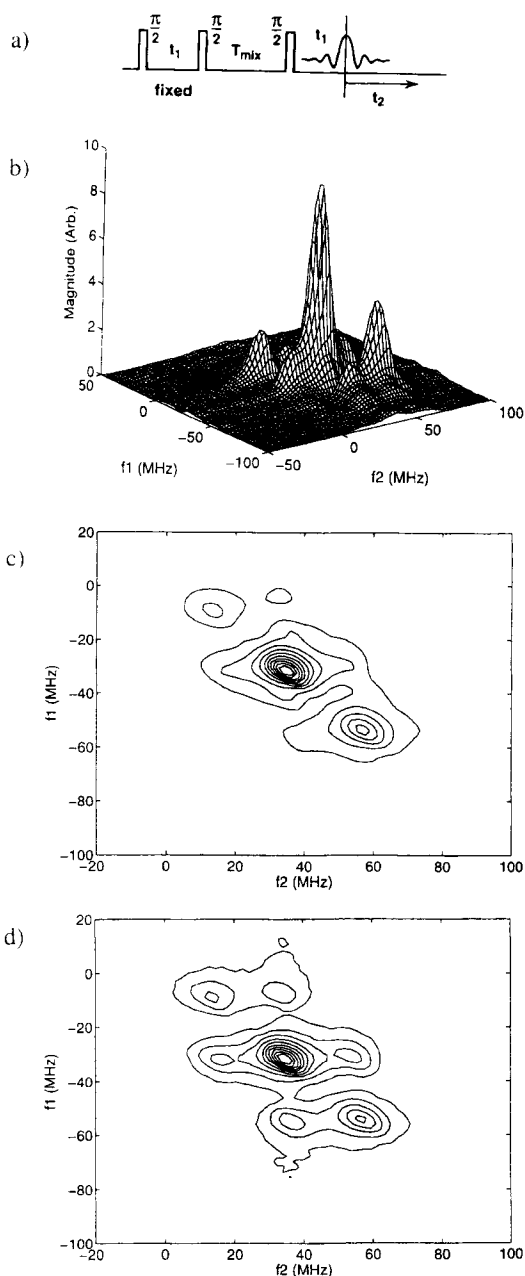 a)
π/2 t₁ π/2 Tmix π/2 t₁
fixed
t₂
b)
10
8
6
4
2
0
Magnitude (Arb.)
50
0
−50
−100
f1 (MHz)
−50
0
50
100
f2 (MHz)
c)
20
0
−20
−40
−60
−80
−100
f1 (MHz)
−20 0 20 40 60 80 100
f2 (MHz)
d)
20
0
−20
−40
−60
−80
−100
f1 (MHz)
−20 0 20 40 60 80 100
f2 (MHz)